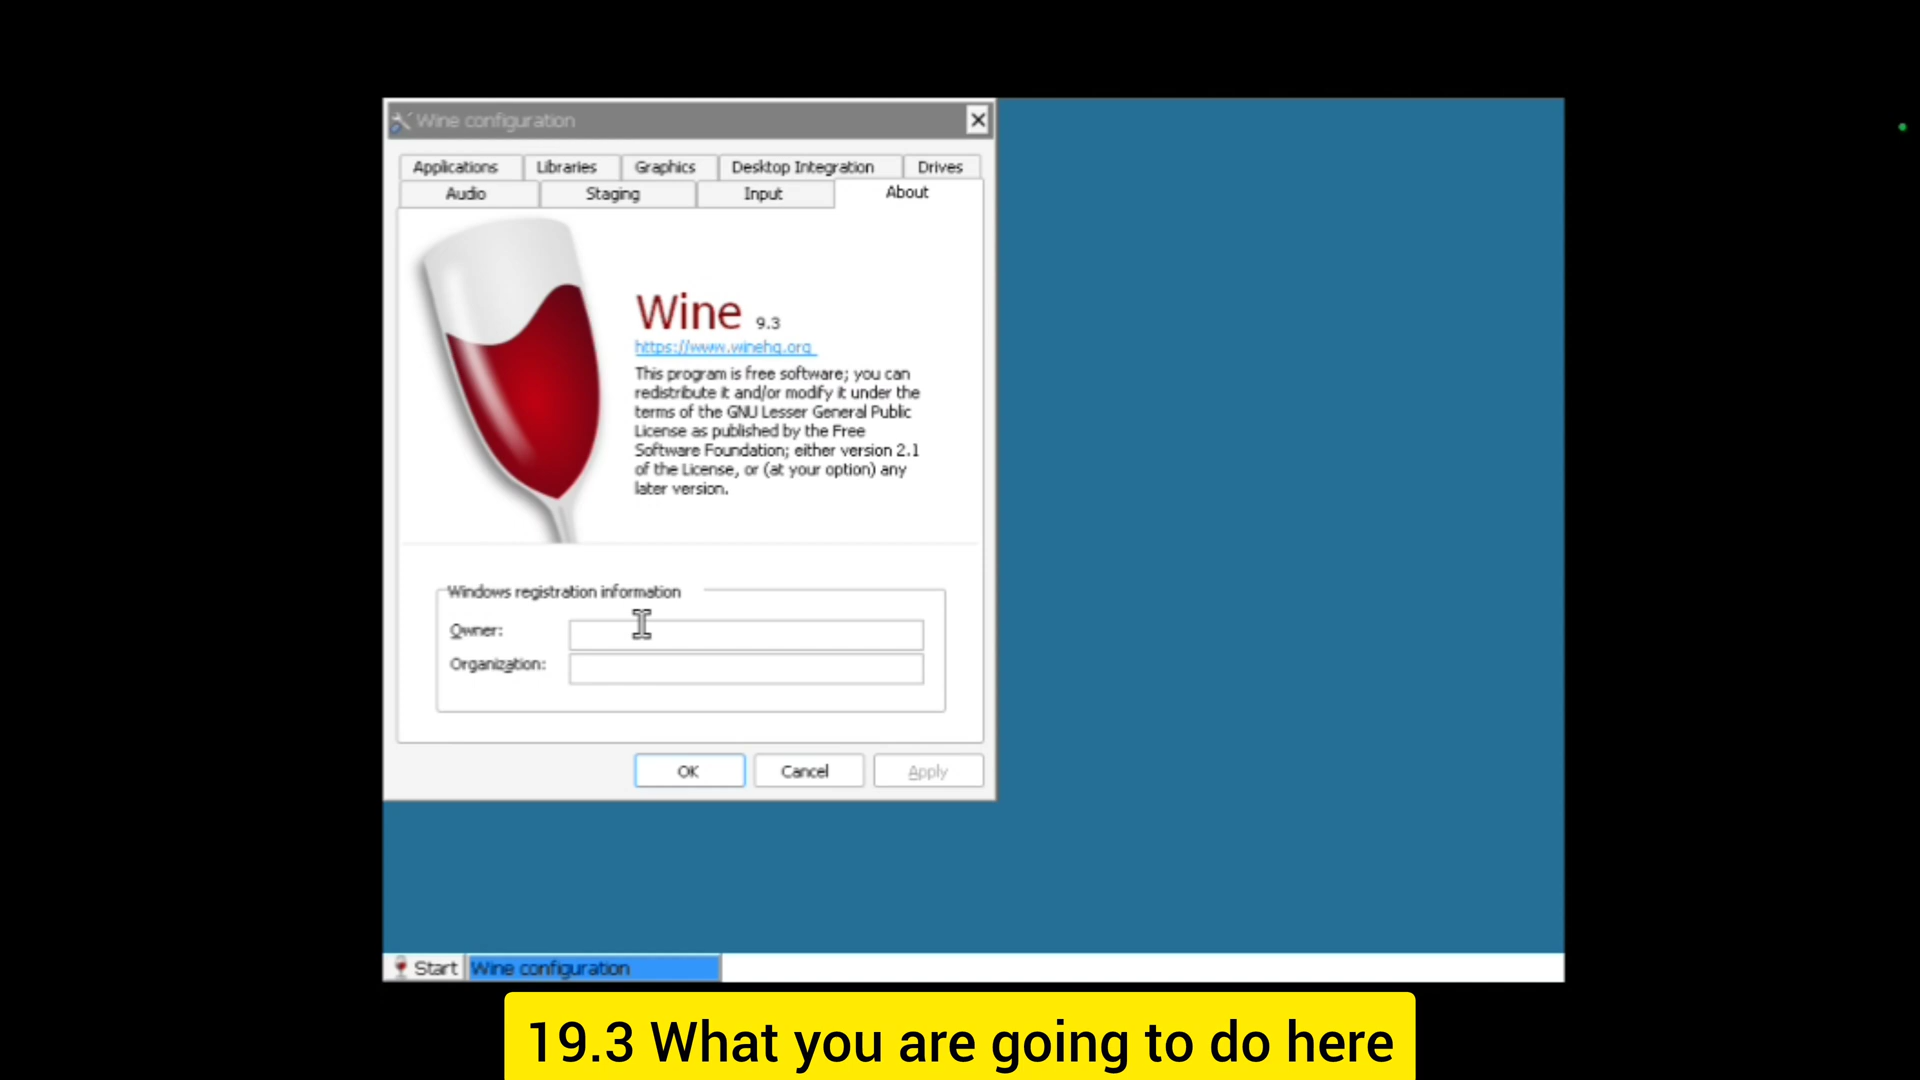 Wine configuration
Applications Libraries Graphics Desktop Integration Drives
Audio Staging Input About
Wine 9.3
https://www.winehq.org
This program is free software; you can
redistribute it and/or modify it under the
terms of the GNU Lesser General Public
License as published by the Free
Software Foundation; either version 2.1
of the License, or (at your option) any
later version.
Windows registration information
Owner:
Organization:
OK Cancel Apply
Start Wine configuration
19.3 What you are going to do here